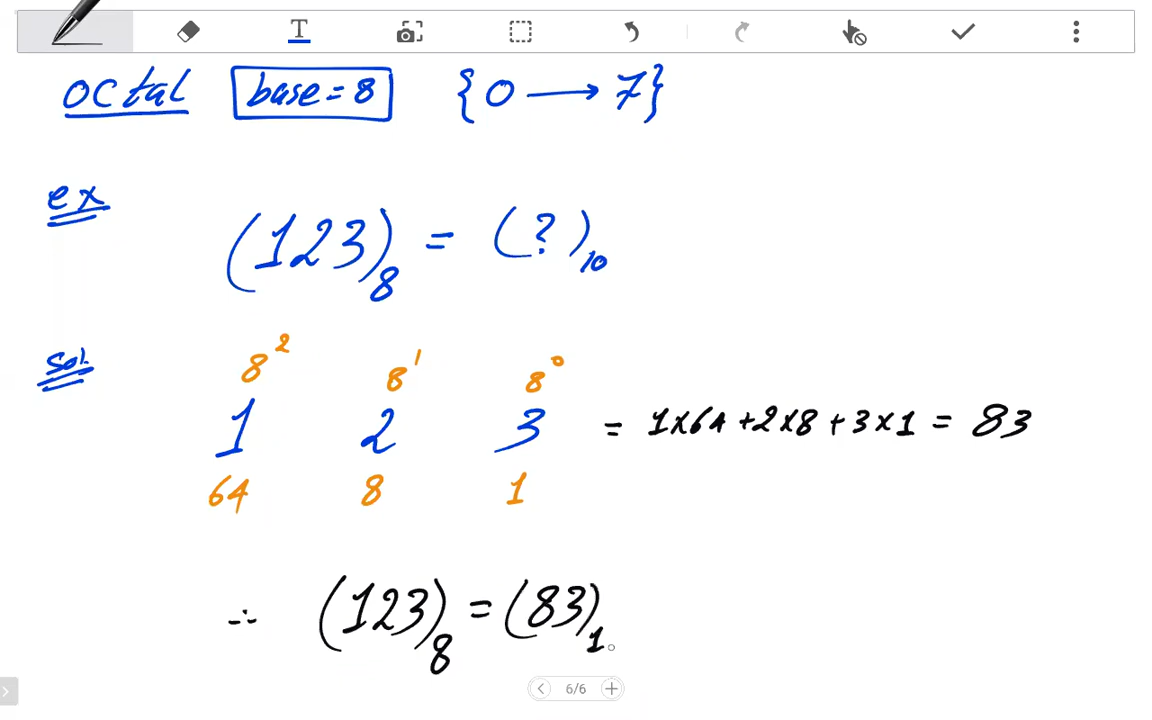 T
octal base=8 {0 → 7}
ex
(123)₈ = (?)₁₀
Sol.
8² 8¹ 8⁰
1 2 3 = 1×64 + 2×8 + 3×1 = 83
64 8 1
∴ (123)₈ = (83)₁
6/6